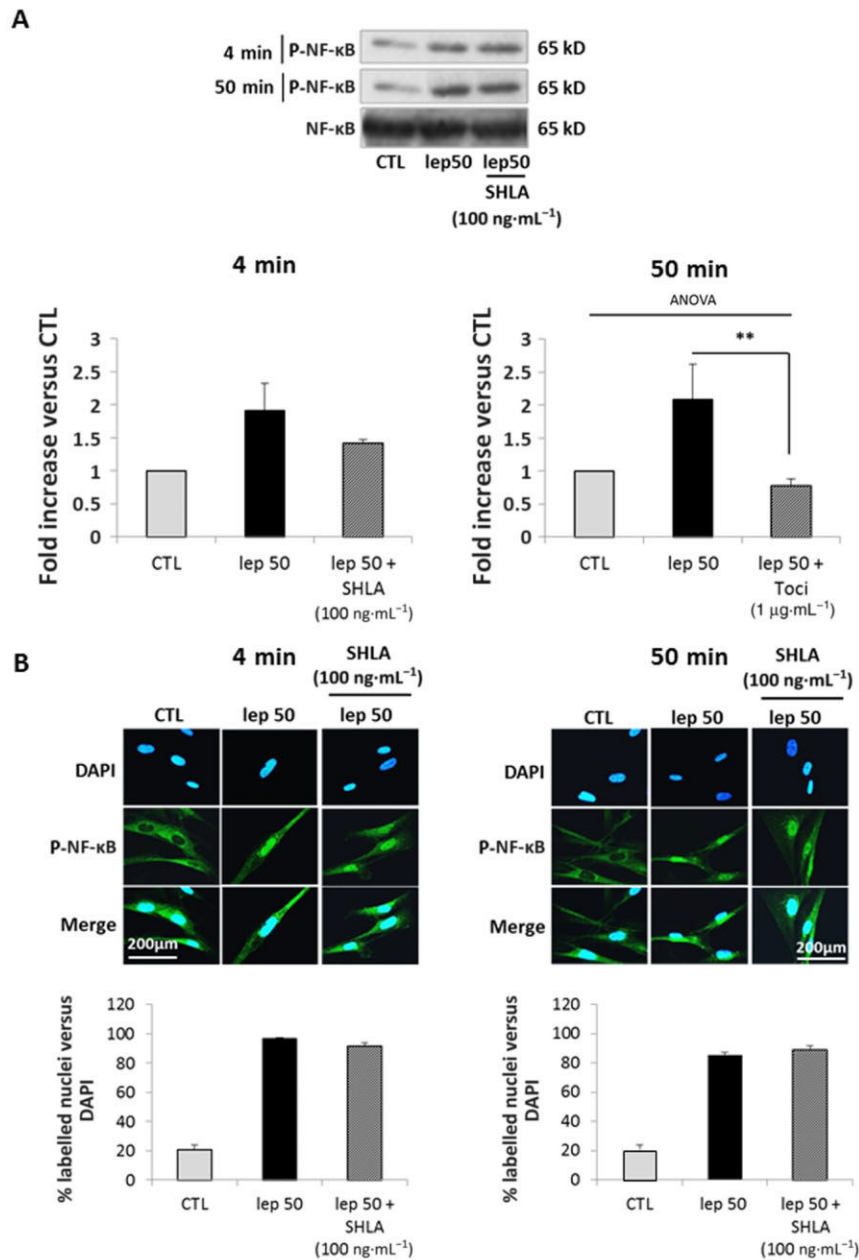 A
4 min P-NF-κB 65 kD
50 min P-NF-κB 65 kD
NF-κB 65 kD
CTL lep50 lep50
SHLA
(100 ng·mL⁻¹)
4 min
Fold increase versus CTL
3
2.5
2
1.5
1
0.5
0
CTL lep 50 lep 50 +
SHLA
(100 ng·mL⁻¹)
50 min
ANOVA
**
Fold increase versus CTL
3
2.5
2
1.5
1
0.5
0
CTL lep 50 lep 50 +
Toci
(1 µg·mL⁻¹)
B
4 min SHLA
(100 ng·mL⁻¹)
CTL lep 50 lep 50
DAPI
P-NF-κB
Merge
200µm
50 min SHLA
(100 ng·mL⁻¹)
CTL lep 50 lep 50
DAPI
P-NF-κB
Merge
200µm
% labelled nuclei versus
DAPI
120
100
80
60
40
20
0
CTL lep 50 lep 50 +
SHLA
(100 ng·mL⁻¹)
% labelled nuclei versus
DAPI
120
100
80
60
40
20
0
CTL lep 50 lep 50 +
SHLA
(100 ng·mL⁻¹)